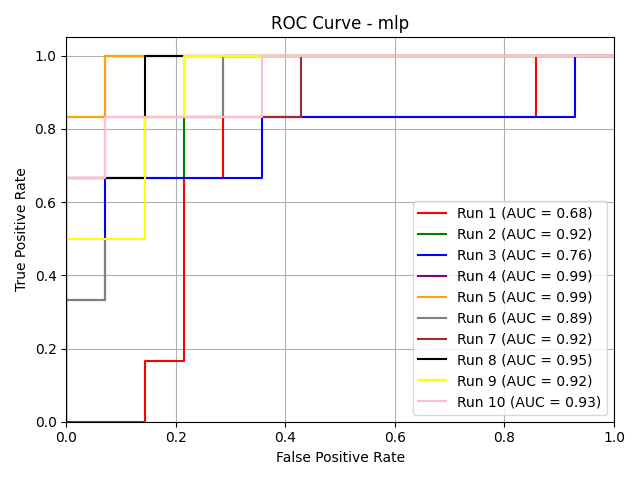 ROC Curve - mlp
True Positive Rate
1.0
0.8
0.6
0.4
0.2
0.0
0.0 0.2 0.4 0.6 0.8 1.0
False Positive Rate
Run 1 (AUC = 0.68)
Run 2 (AUC = 0.92)
Run 3 (AUC = 0.76)
Run 4 (AUC = 0.99)
Run 5 (AUC = 0.99)
Run 6 (AUC = 0.89)
Run 7 (AUC = 0.92)
Run 8 (AUC = 0.95)
Run 9 (AUC = 0.92)
Run 10 (AUC = 0.93)